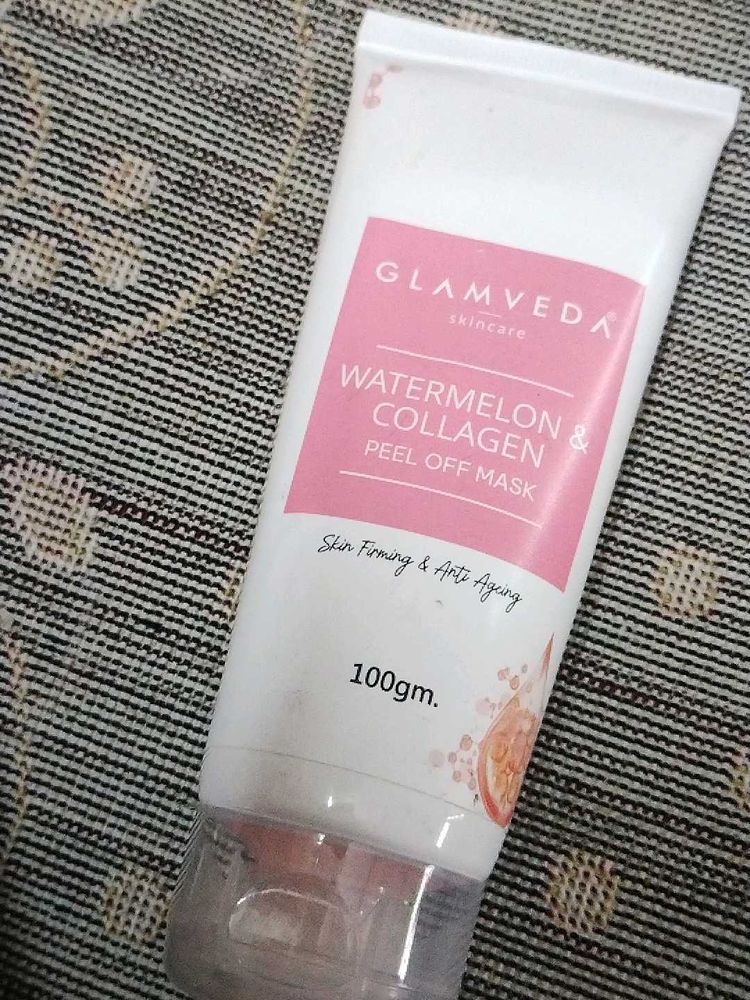 GLAMVEDA®
skincare
WATERMELON &
COLLAGEN
PEEL OFF MASK
Skin Firming & Anti Ageing
100gm.